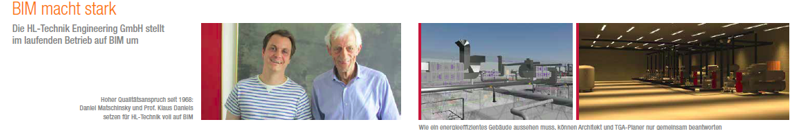 BIM macht stark
Die HL-Technik Engineering GmbH stellt
im laufenden Betrieb auf BIM um
Hoher Qualitätsanspruch seit 1968:
Daniel Matschinsky und Prof. Klaus Daniels
setzen für HL-Technik voll auf BIM
Wie ein energieeffizientes Gebäude aussehen muss, können Architekt und TGA-Planer nur gemeinsam beantworten